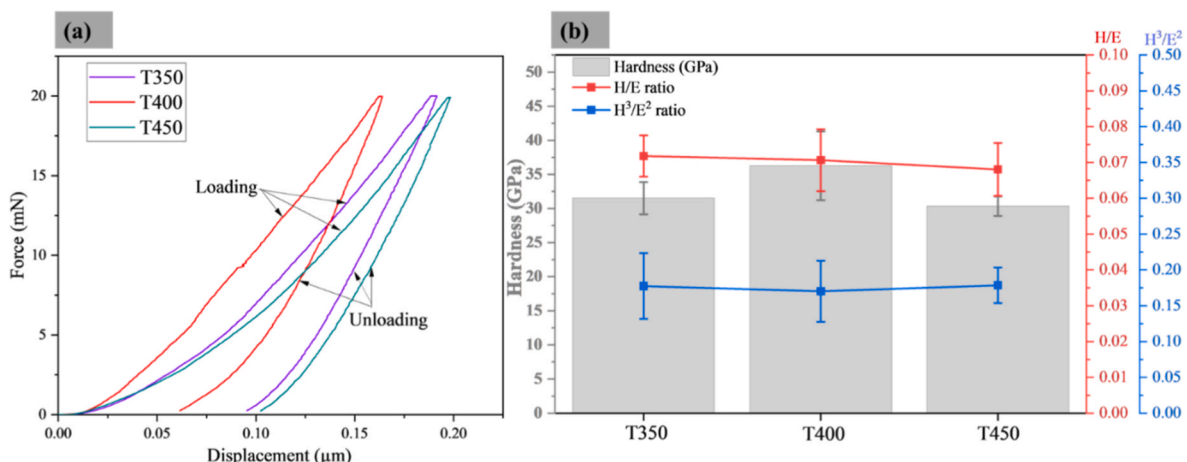 (a)
T350
T400
T450
Loading
Unloading
Force (mN)
20
15
10
5
0
0.00
0.05
0.10
0.15
0.20
Displacement (μm)
(b)
Hardness (GPa)
H/E ratio
H³/E² ratio
Hardness (GPa)
50
45
40
35
30
25
20
15
10
5
0
T350
T400
T450
H/E
0.10
0.09
0.08
0.07
0.06
0.05
0.04
0.03
0.02
0.01
0.00
H³/E²
0.50
0.45
0.40
0.35
0.30
0.25
0.20
0.15
0.10
0.05
0.00